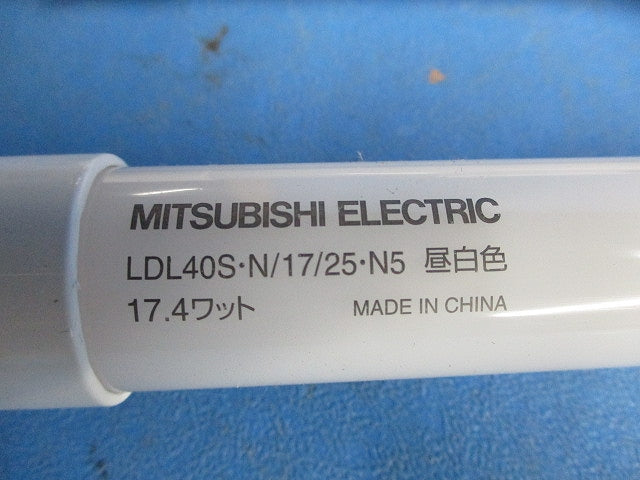 MITSUBISHI ELECTRIC
LDL40S·N/17/25·N5 昼白色
17.4ワット MADE IN CHINA